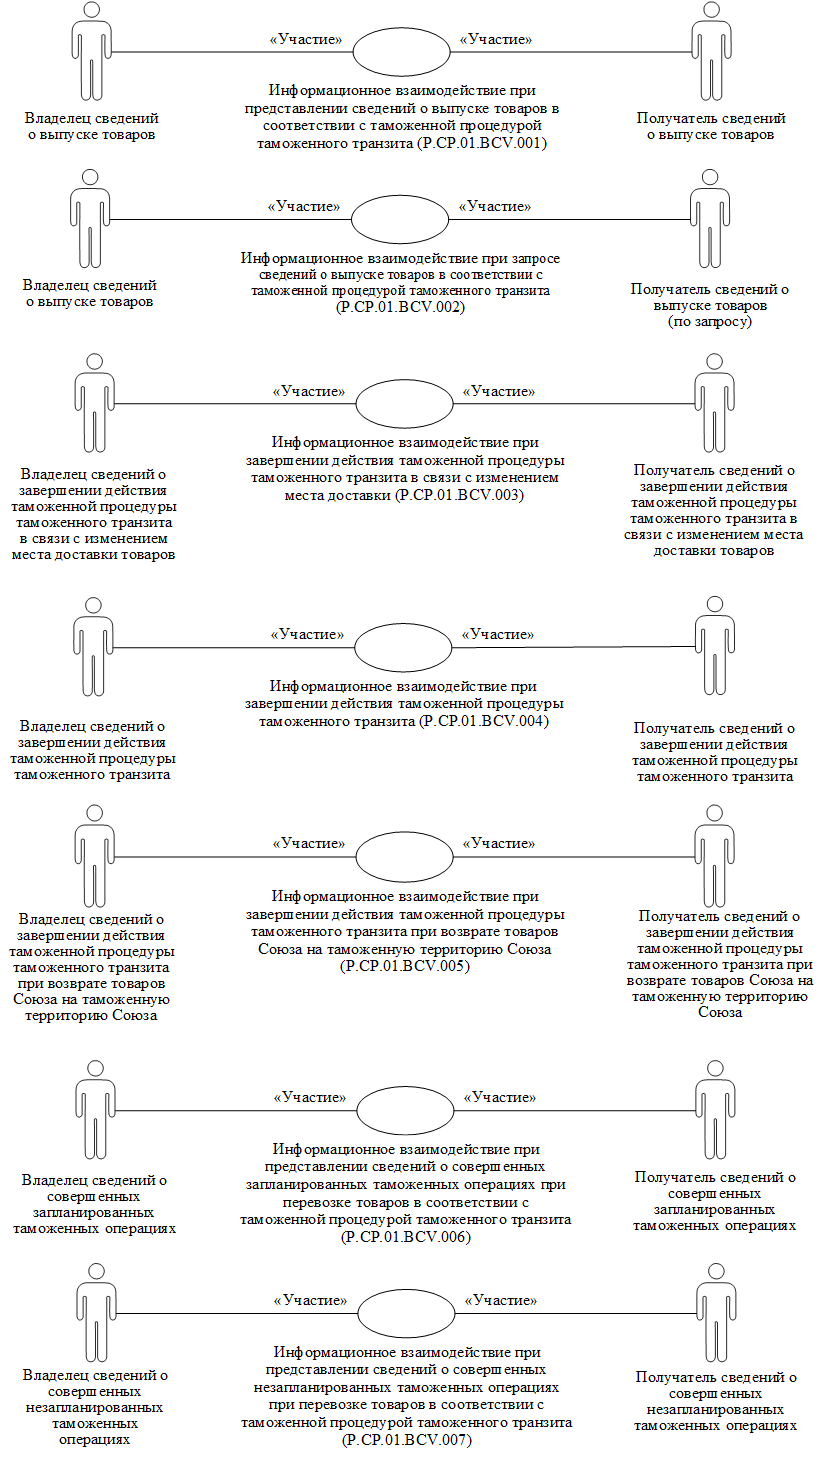 «Участие»
«Участие»
Владелец сведений
о выпуске товаров
Информационное взаимодействие при
представлении сведений о выпуске товаров в
соответствии с таможенной процедурой
таможенного транзита (P.CP.01.BCV.001)
Получатель сведений
о выпуске товаров
«Участие»
«Участие»
Владелец сведений
о выпуске товаров
Информационное взаимодействие при запросе
сведений о выпуске товаров в соответствии с
таможенной процедурой таможенного транзита
(P.CP.01.BCV.002)
Получатель сведений о
выпуске товаров
(по запросу)
«Участие»
«Участие»
Владелец сведений о
завершении действия
таможенной процедуры
таможенного транзита
в связи с изменением
места доставки товаров
Информационное взаимодействие при
завершении действия таможенной процедуры
таможенного транзита в связи с изменением
места доставки (P.CP.01.BCV.003)
Получатель сведений о
завершении действия
таможенной процедуры
таможенного транзита в
связи с изменением места
доставки товаров
«Участие»
«Участие»
Владелец сведений о
завершении действия
таможенной процедуры
таможенного транзита
Информационное взаимодействие при
завершении действия таможенной процедуры
таможенного транзита (P.CP.01.BCV.004)
Получатель сведений о
завершении действия
таможенной процедуры
таможенного транзита
«Участие»
«Участие»
Владелец сведений о
завершении действия
таможенной процедуры
таможенного транзита
при возврате товаров
Союза на таможенную
территорию Союза
Информационное взаимодействие при
завершении действия таможенной процедуры
таможенного транзита при возврате товаров
Союза на таможенную территорию Союза
(P.CP.01.BCV.005)
Получатель сведений о
завершении действия
таможенной процедуры
таможенного транзита при
возврате товаров Союза на
таможенную территорию
Союза
«Участие»
«Участие»
Владелец сведений о
совершенных
запланированных
таможенных операциях
Информационное взаимодействие при
представлении сведений о совершенных
запланированных таможенных операциях при
перевозке товаров в соответствии с
таможенной процедурой таможенного транзита
(P.CP.01.BCV.006)
Получатель сведений о
совершенных
запланированных
таможенных операциях
«Участие»
«Участие»
Владелец сведений о
совершенных
незапланированных
таможенных
операциях
Информационное взаимодействие при
представлении сведений о совершенных
незапланированных таможенных операциях
при перевозке товаров в соответствии с
таможенной процедурой таможенного транзита
(P.CP.01.BCV.007)
Получатель сведений о
совершенных
незапланированных
таможенных операциях